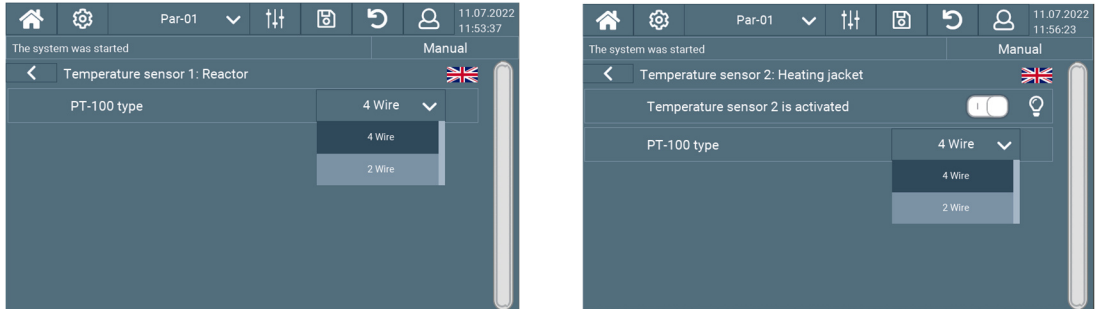 Par-01
11.07.2022
11:53:37
The system was started
Manual
Temperature sensor 1: Reactor
PT-100 type
4 Wire
4 Wire
2 Wire
Par-01
11.07.2022
11:56:23
The system was started
Manual
Temperature sensor 2: Heating jacket
Temperature sensor 2 is activated
I
PT-100 type
4 Wire
4 Wire
2 Wire